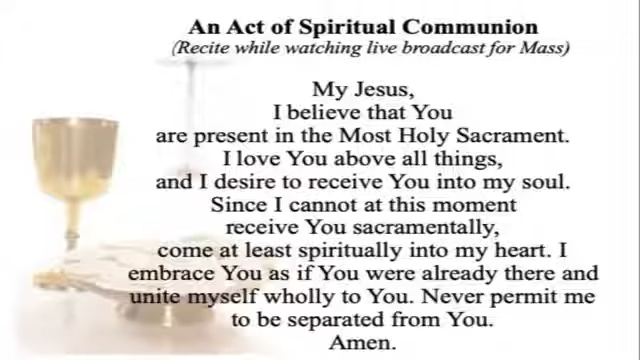 An Act of Spiritual Communion
(Recite while watching live broadcast for Mass)
My Jesus,
I believe that You
are present in the Most Holy Sacrament.
I love You above all things,
and I desire to receive You into my soul.
Since I cannot at this moment
receive You sacramentally,
come at least spiritually into my heart. I
embrace You as if You were already there and
unite myself wholly to You. Never permit me
to be separated from You.
Amen.